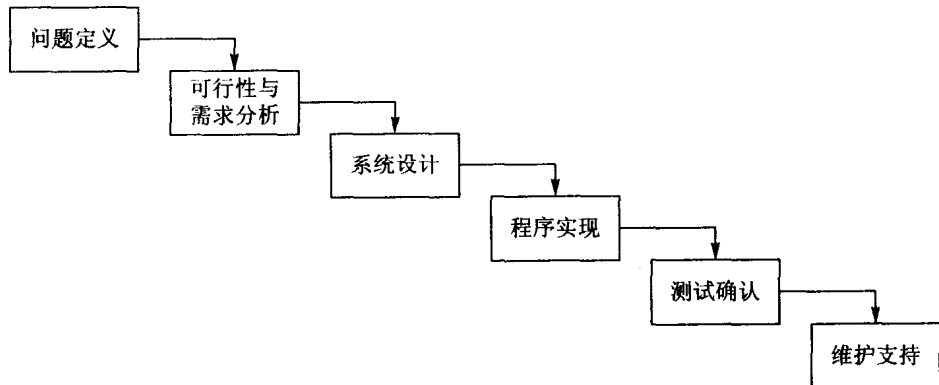 问题定义
可行性与
需求分析
系统设计
程序实现
测试确认
维护支持